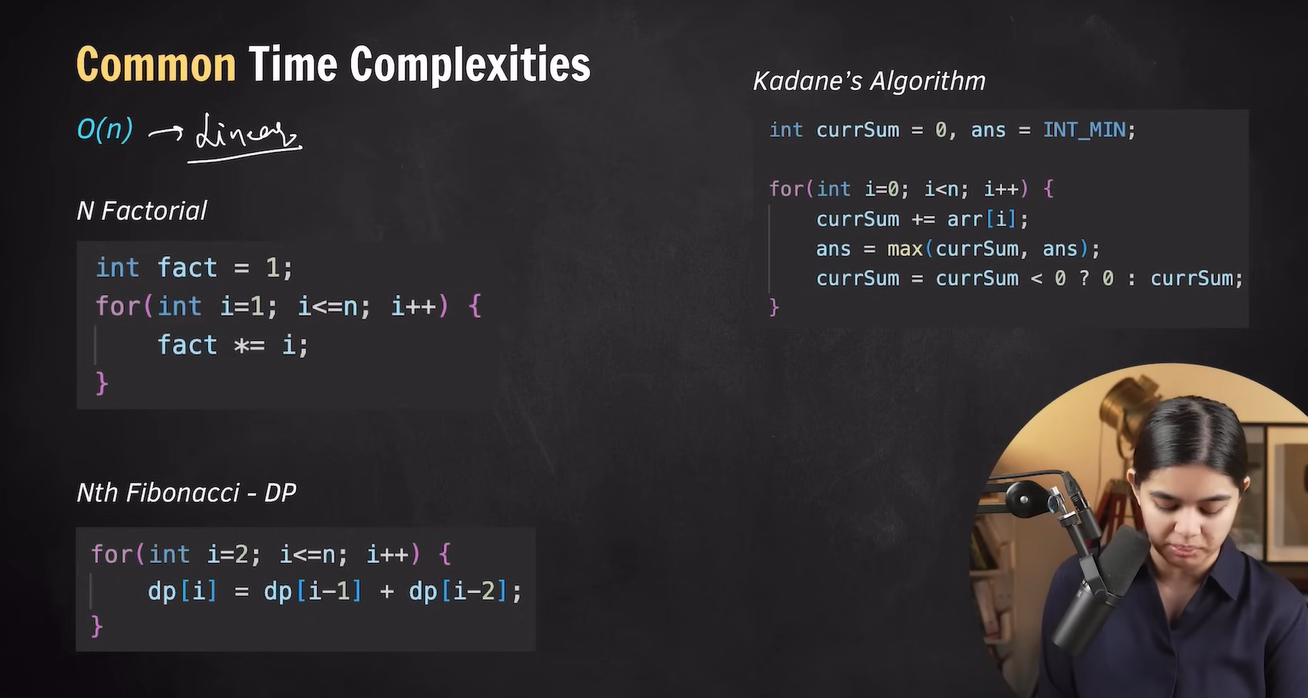 Common Time Complexities
O(n) → Linear
N Factorial
int fact = 1;
for(int i=1; i<=n; i++) {
    fact *= i;
}
Nth Fibonacci - DP
for(int i=2; i<=n; i++) {
    dp[i] = dp[i-1] + dp[i-2];
}
Kadane's Algorithm
int currSum = 0, ans = INT_MIN;
for(int i=0; i<n; i++) {
    currSum += arr[i];
    ans = max(currSum, ans);
    currSum = currSum < 0 ? 0 : currSum;
}